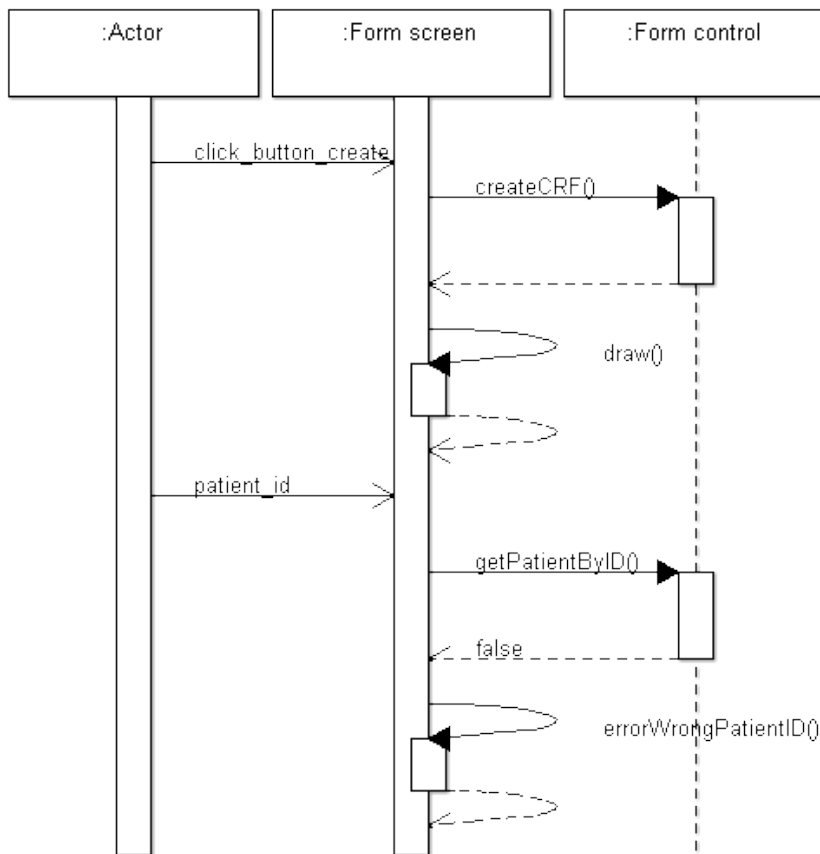 :Actor
:Form screen
:Form control
click_button_create
createCRF()
draw()
patient_id
getPatientByID()
false
errorWrongPatientID()